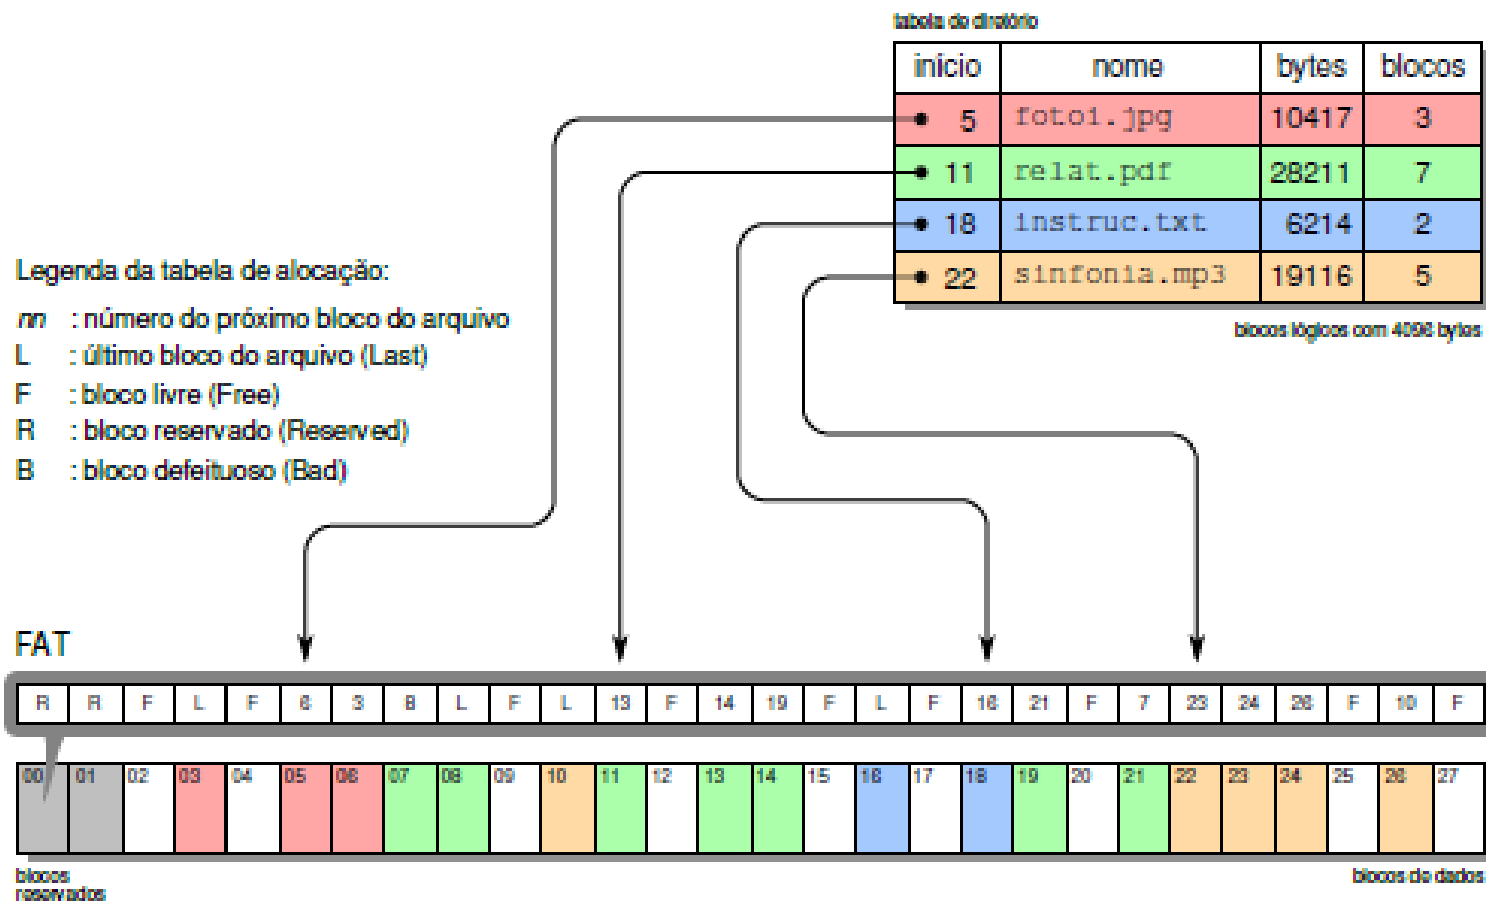 tabela de diretório
início nome bytes blocos
5 foto1.jpg 10417 3
11 relat.pdf 28211 7
18 instruc.txt 6214 2
22 sinfonia.mp3 19116 5
blocos lógicos com 4096 bytes
Legenda da tabela de alocação:
nn : número do próximo bloco do arquivo
L : último bloco do arquivo (Last)
F : bloco livre (Free)
R : bloco reservado (Reserved)
B : bloco defeituoso (Bad)
FAT
R R F L F 6 3 8 L F L 13 F 14 19 F L F 16 21 F 7 23 24 26 F 10 F
00 01 02 03 04 05 06 07 08 09 10 11 12 13 14 15 16 17 18 19 20 21 22 23 24 25 26 27
blocos
reservados
blocos de dados